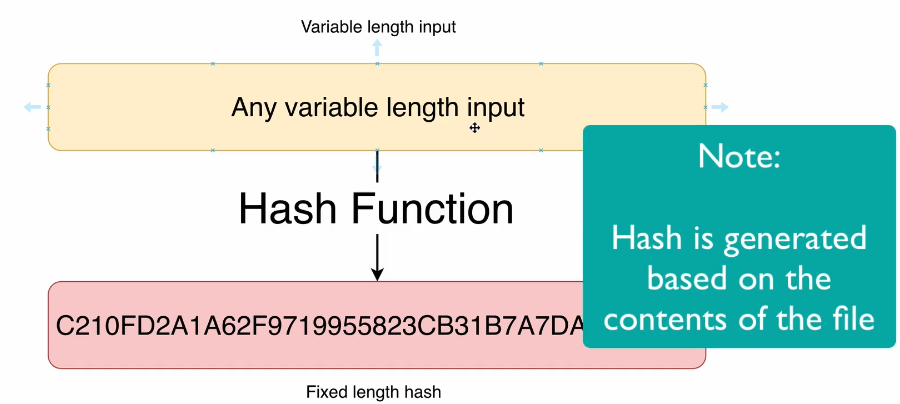 Variable length input
Any variable length input
Note:
Hash is generated
based on the
contents of the file
Hash Function
C210FD2A1A62F9719955823CB31B7A7DA
Fixed length hash